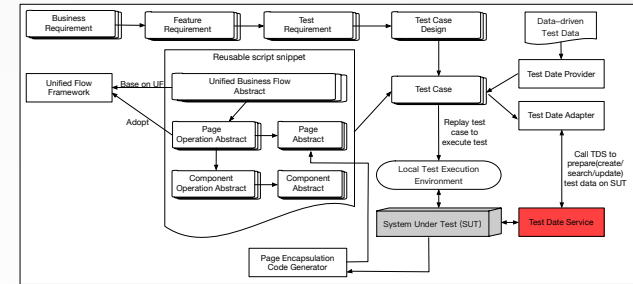 Business
Requirement
Feature
Requirement
Test
Requirement
Test Case
Design
Data-driven
Test Data
Reusable script snippet
Unified Flow
Framework
Base on UF
Unified Business Flow
Abstract
Test Case
Test Date Provider
Adopt
Page
Operation Abstract
Page
Abstract
Replay test
case to
execute test
Test Date Adapter
Component
Operation Abstract
Component
Abstract
Local Test Execution
Environment
Call TDS to
prepare(create/
search/update)
test data on SUT
System Under Test (SUT)
Test Date Service
Page Encapsulation
Code Generator